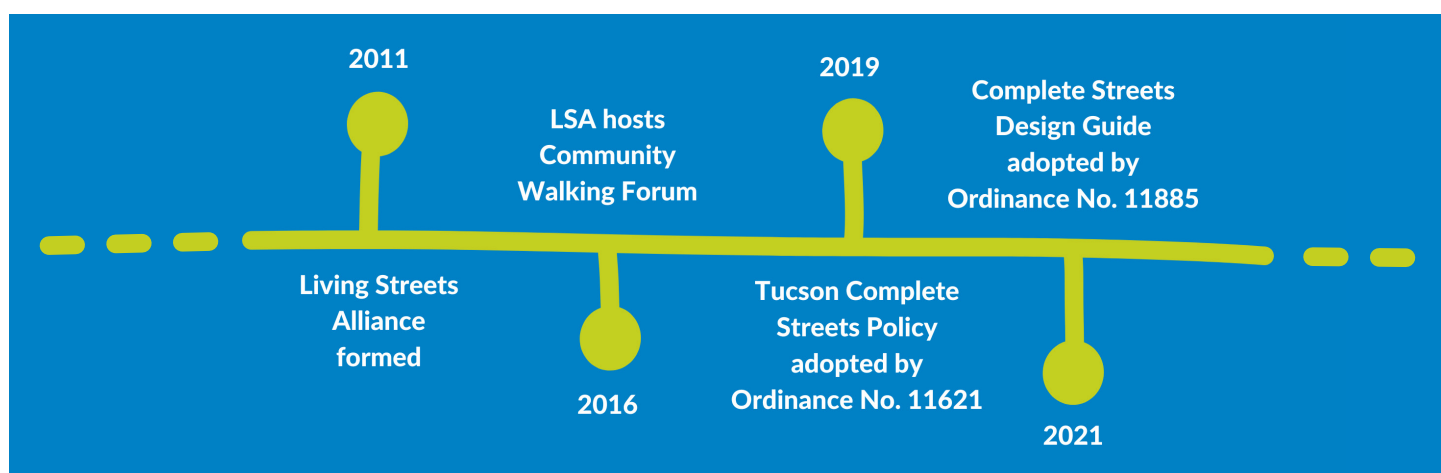 2011
Living Streets
Alliance
formed
LSA hosts
Community
Walking Forum
2016
2019
Tucson Complete
Streets Policy
adopted by
Ordinance No. 11621
Complete Streets
Design Guide
adopted by
Ordinance No. 11885
2021